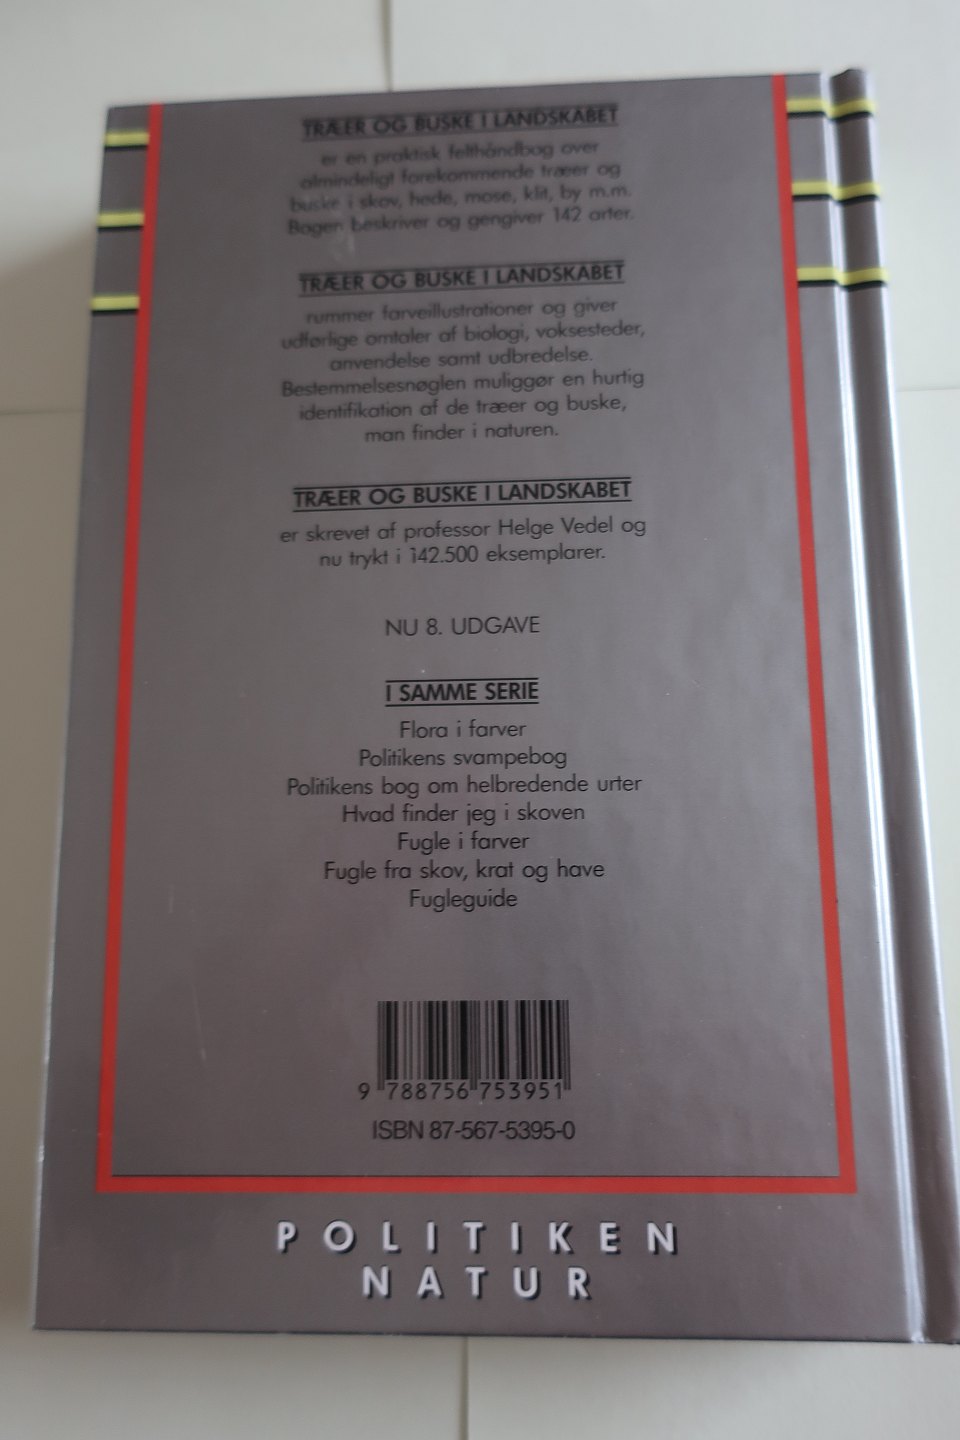 TRÆER OG BUSKE I LANDSKABET
er en praktisk felthåndbog over
almindeligt forekommende træer og
buske i skov, hede, mose, klit, by m.m.
Bogen beskriver og gengiver 142 arter.
TRÆER OG BUSKE I LANDSKABET
rummer farveillustrationer og giver
udførlige omtaler af biologi, voksesteder,
anvendelse samt udbredelse.
Bestemmelsesnøglen muliggør en hurtig
identifikation af de træer og buske,
man finder i naturen.
TRÆER OG BUSKE I LANDSKABET
er skrevet af professor Helge Vedel og
nu trykt i 142.500 eksemplarer.
NU 8. UDGAVE
I SAMME SERIE
Flora i farver
Politikens svampebog
Politikens bog om helbredende urter
Hvad finder jeg i skoven
Fugle i farver
Fugle fra skov, krat og have
Fugleguide
9 788756 753951
ISBN 87-567-5395-0
POLITIKEN
NATUR